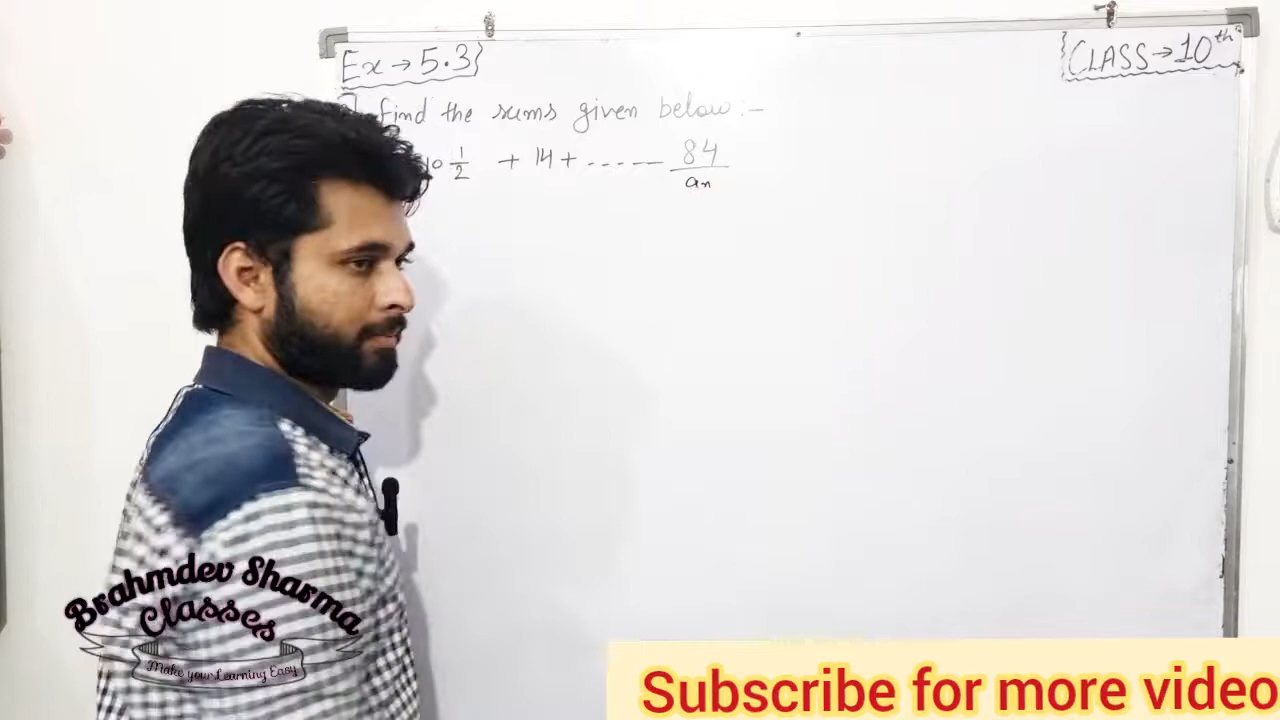 Ex → 5.3
CLASS → 10th
find the sums given below :-
10 1/2 + 14 + ------ 84
an
Brahmdev Sharma
Classes
Make your Learning Easy
Subscribe for more video